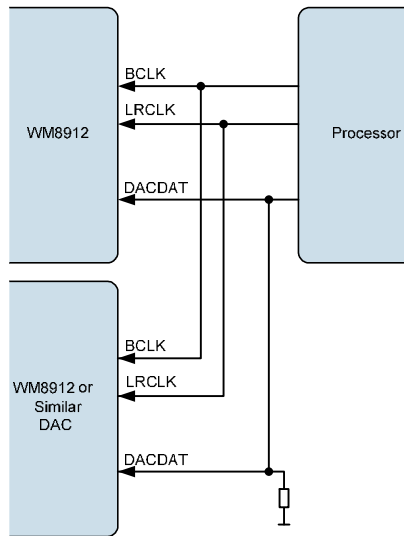 BCLK
LRCLK
WM8912
Processor
DACDAT
BCLK
LRCLK
WM8912 or
Similar
DAC
DACDAT